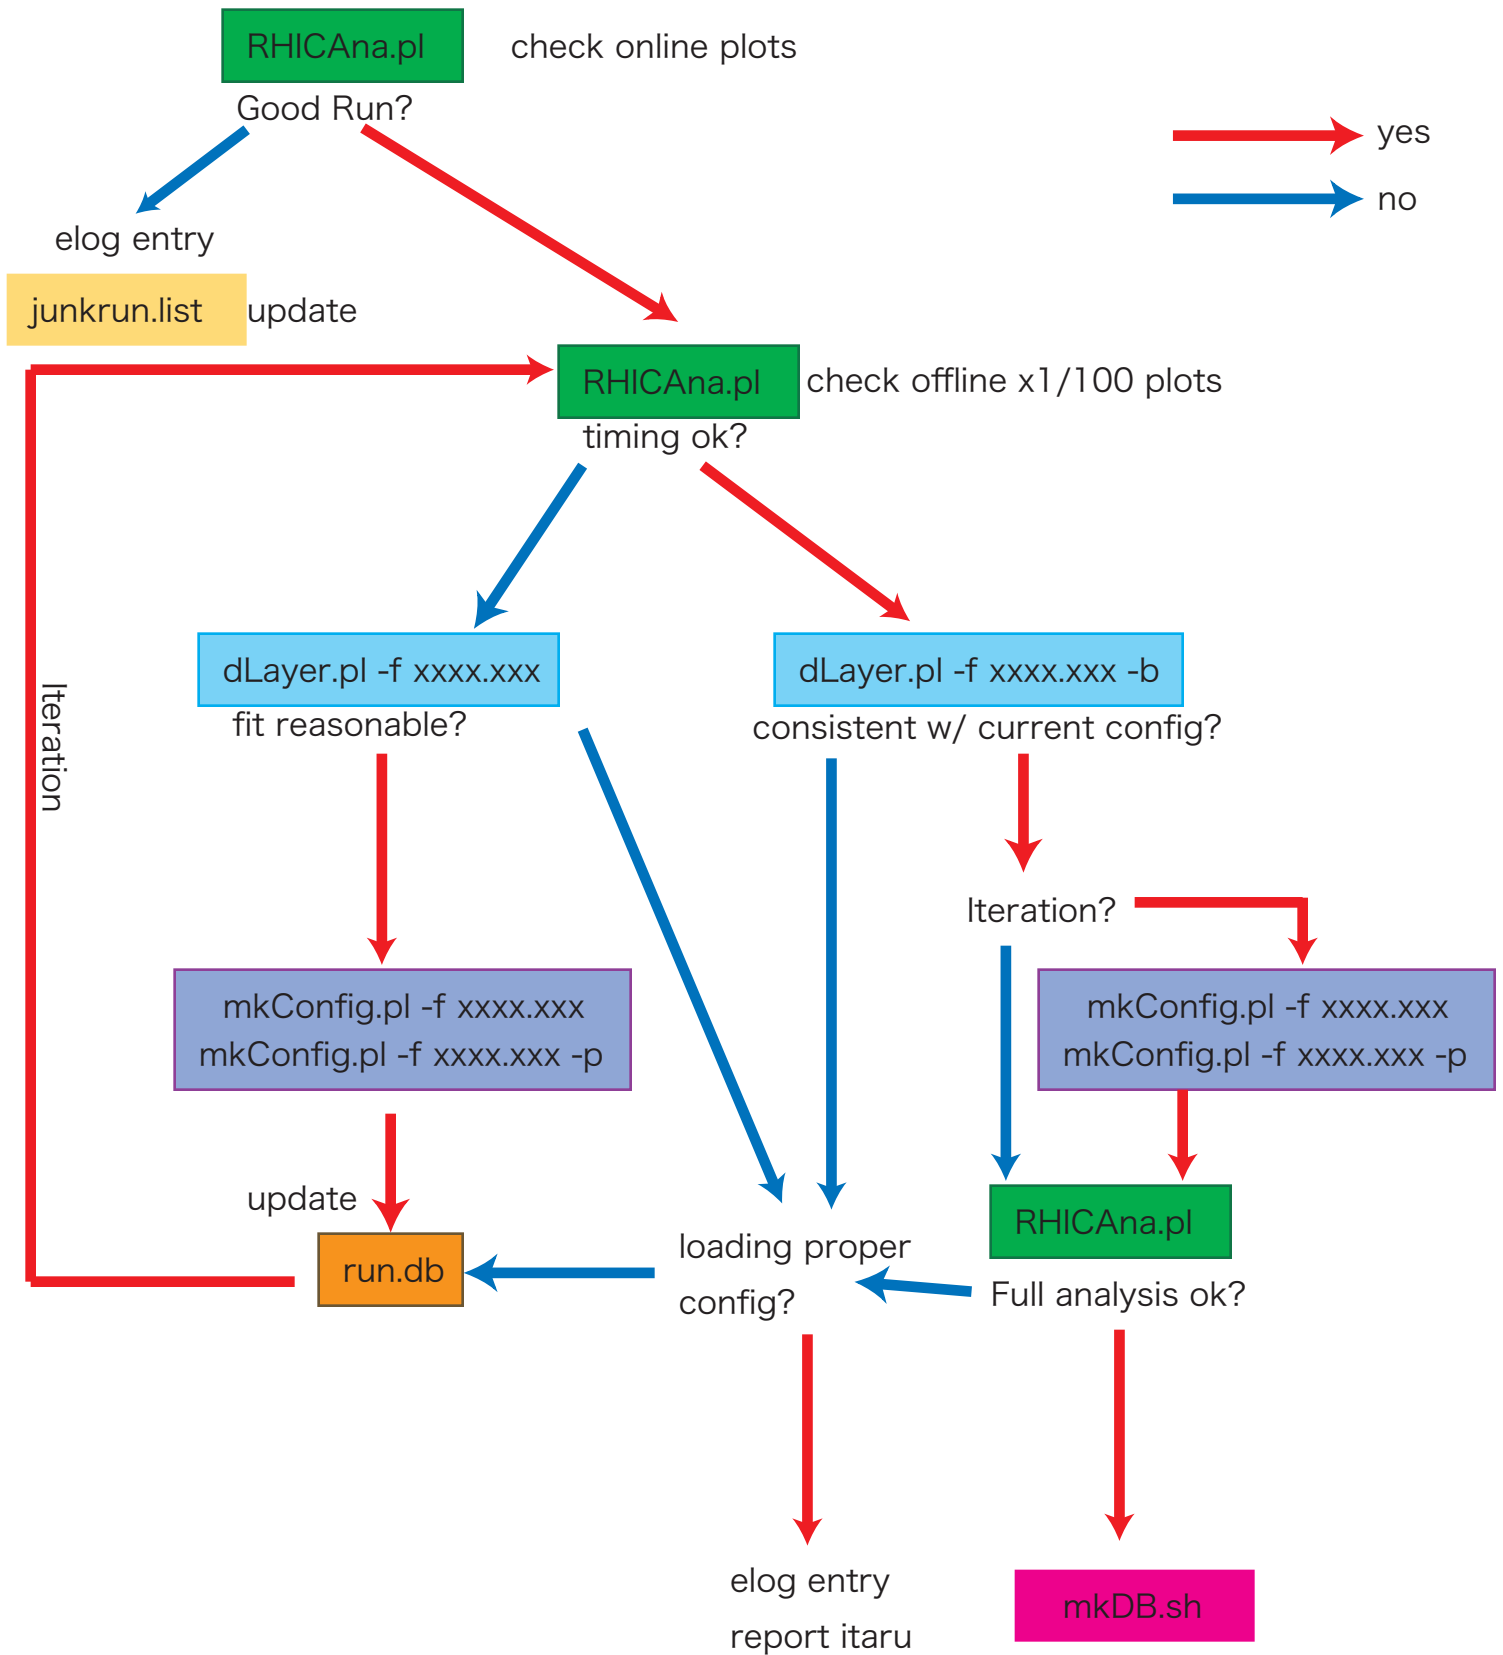 RHICAna.pl
check online plots
Good Run?
yes
no
elog entry
junkrun.list
update
RHICAna.pl
check offline x1/100 plots
timing ok?
Iteration
dLayer.pl -f xxxx.xxx
fit reasonable?
dLayer.pl -f xxxx.xxx -b
consistent w/ current config?
Iteration?
mkConfig.pl -f xxxx.xxx
mkConfig.pl -f xxxx.xxx -p
mkConfig.pl -f xxxx.xxx
mkConfig.pl -f xxxx.xxx -p
update
run.db
loading proper
config?
RHICAna.pl
Full analysis ok?
elog entry
report itaru
mkDB.sh